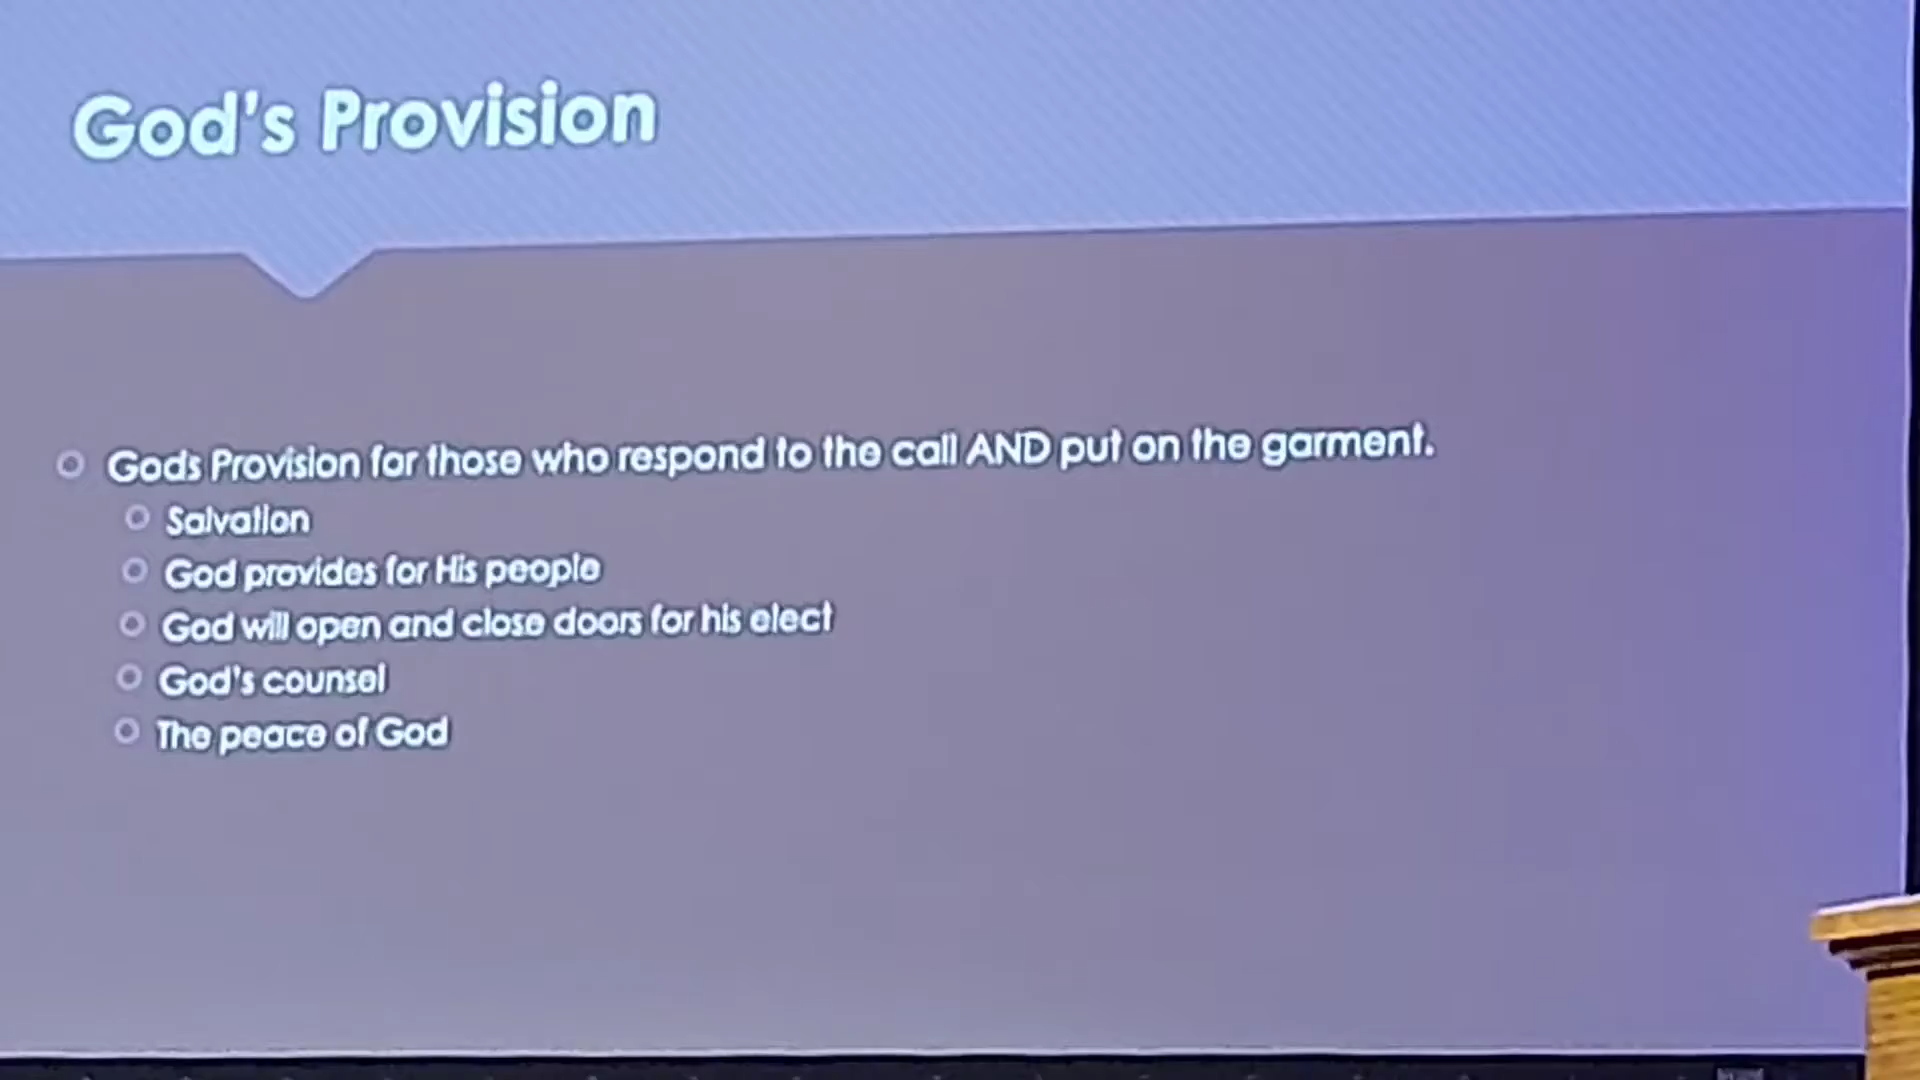 God's Provision
Gods Provision for those who respond to the call AND put on the garment.
Salvation
God provides for His people
God will open and close doors for his elect
God's counsel
The peace of God